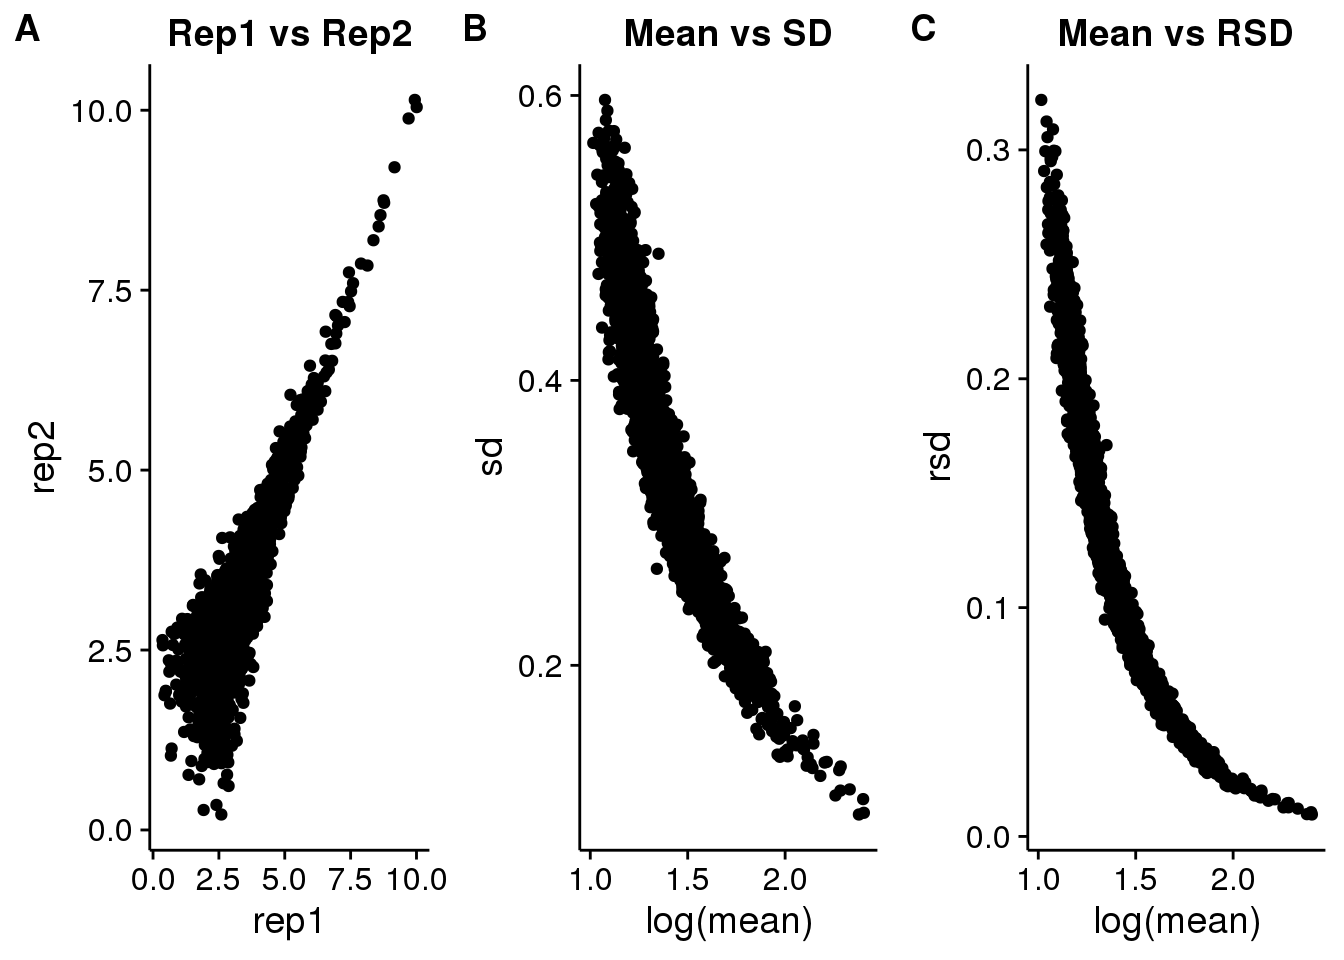 A
Rep1 vs Rep2
10.0
7.5
5.0
2.5
0.0
rep2
0.0 2.5 5.0 7.5 10.0
rep1
B
Mean vs SD
0.6
0.4
0.2
sd
1.0 1.5 2.0
log(mean)
C
Mean vs RSD
0.3
0.2
0.1
0.0
rsd
1.0 1.5 2.0
log(mean)